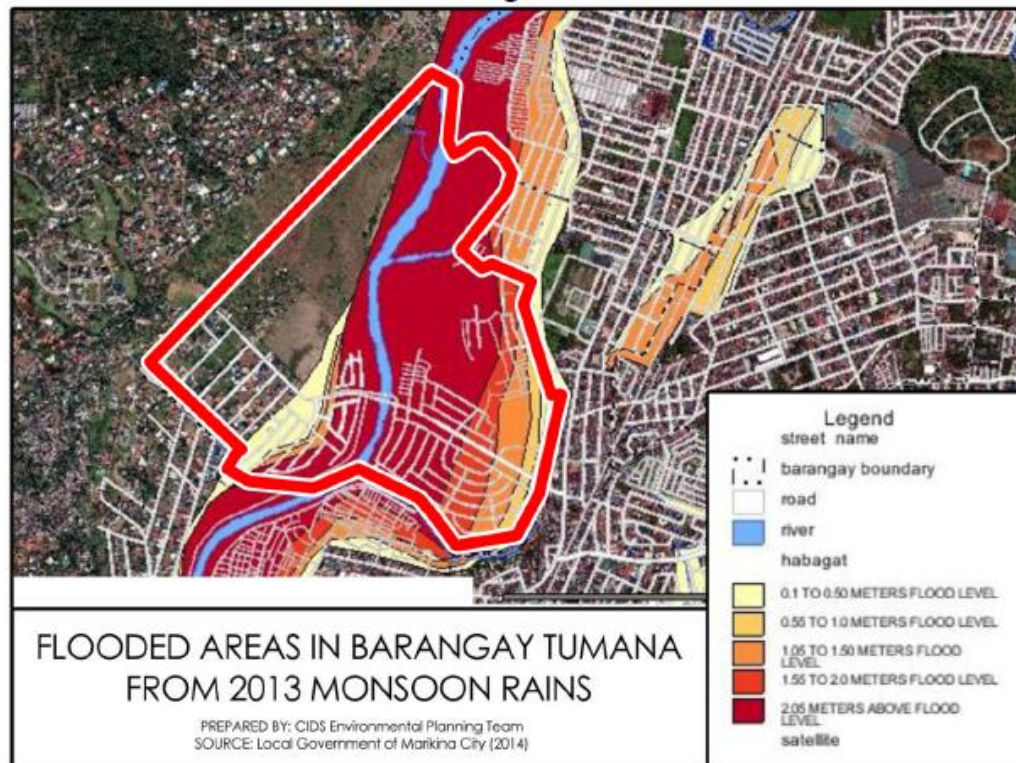 Legend
street name
barangay boundary
road
river
habagat
0.1 TO 0.50 METERS FLOOD LEVEL
0.55 TO 1.0 METERS FLOOD LEVEL
1.05 TO 1.50 METERS FLOOD
LEVEL
1.55 TO 2.0 METERS FLOOD LEVEL
2.05 METERS ABOVE FLOOD
LEVEL
satellite
FLOODED AREAS IN BARANGAY TUMANA
FROM 2013 MONSOON RAINS
PREPARED BY: CIDS Environmental Planning Team
SOURCE: Local Government of Marikina City (2014)